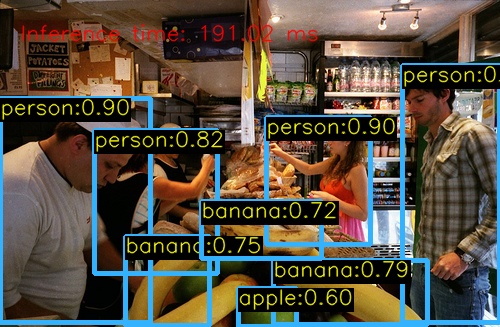 Inference time: 191.02 ms
JACKET
POTATOES
person:0.
person:0.90
person:0.90
person:0.82
banana:0.72
banana:0.75
banana:0.79
apple:0.60